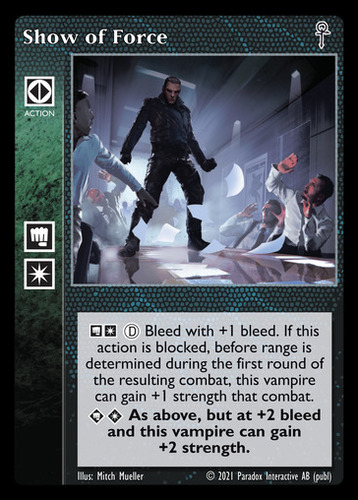 Show of Force
ACTION
D Bleed with +1 bleed. If this
action is blocked, before range is
determined during the first round of
the resulting combat, this vampire
can gain +1 strength that combat.
As above, but at +2 bleed
and this vampire can gain
+2 strength.
Illus: Mitch Mueller © 2021 Paradox Interactive AB (publ)